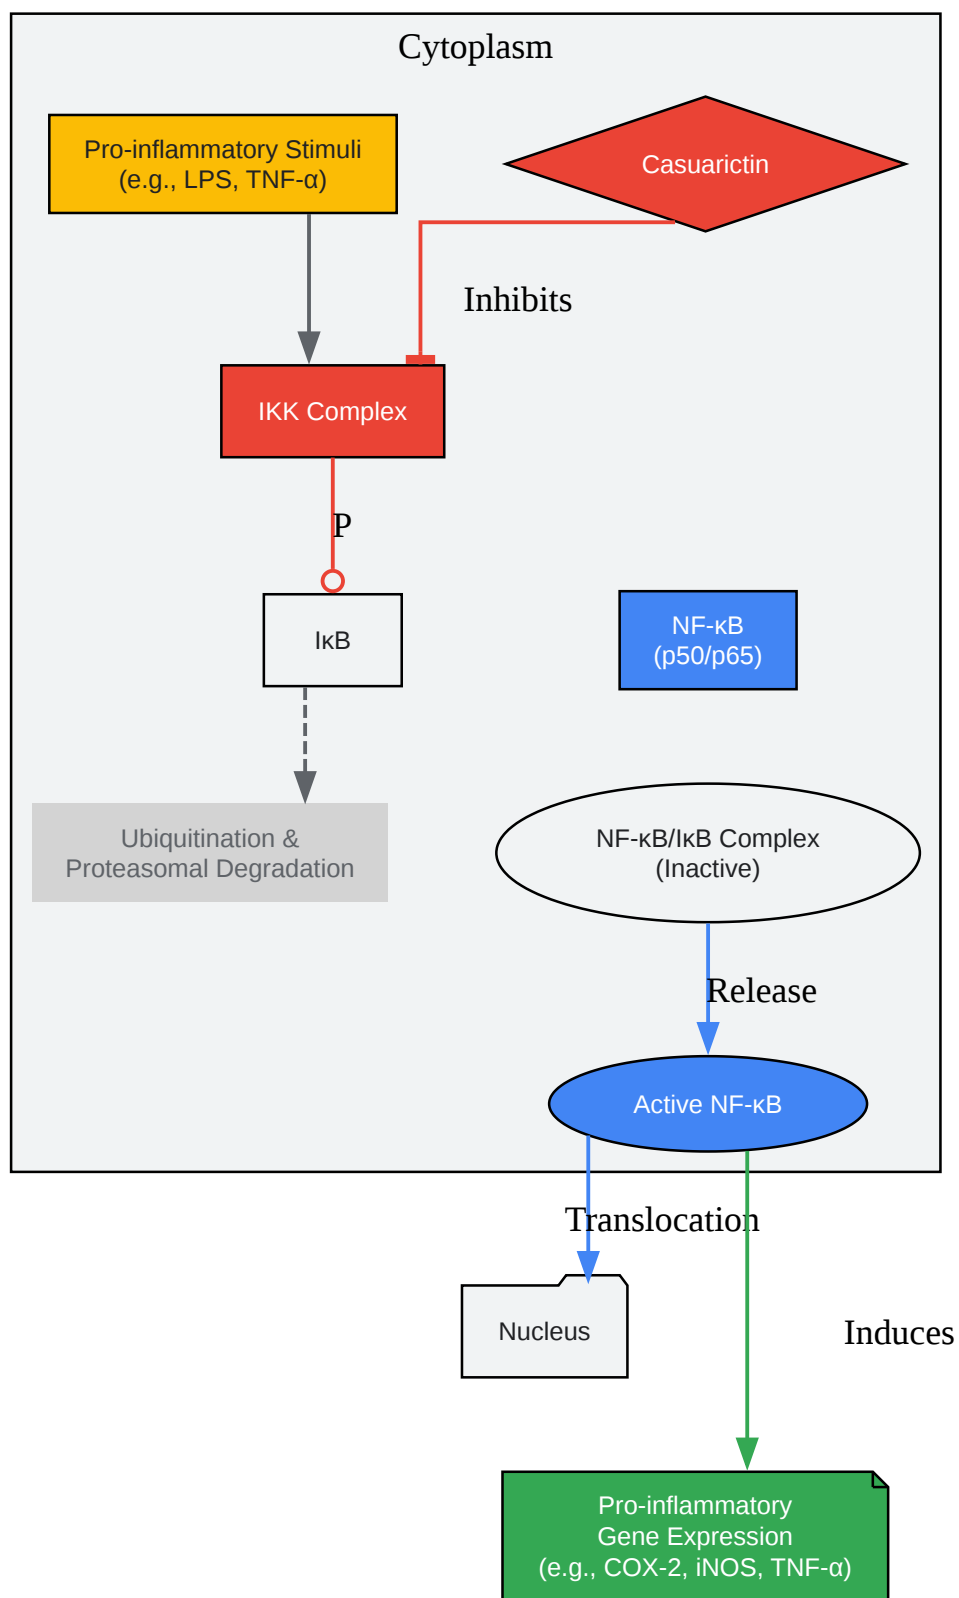 Cytoplasm
Pro-inflammatory Stimuli
(e.g., LPS, TNF-α)
Casuarictin
Inhibits
IKK Complex
P
IκB
NF-κB
(p50/p65)
Ubiquitination &
Proteasomal Degradation
NF-κB/IκB Complex
(Inactive)
Release
Active NF-κB
Translocation
Nucleus
Induces
Pro-inflammatory
Gene Expression
(e.g., COX-2, iNOS, TNF-α)